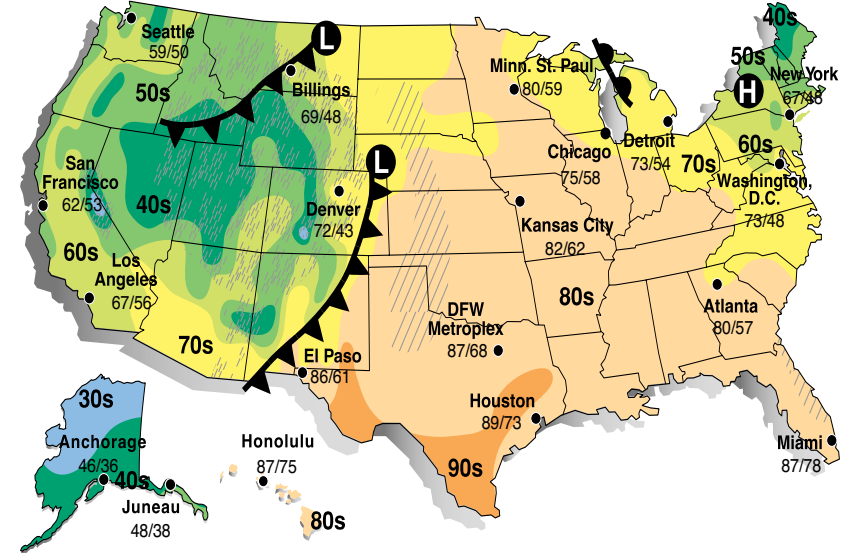 40s
Seattle
59/50
L
50s
Minn. St. Paul
80/59
New York
67/48
H
50s
Billings
69/48
Chicago
75/58
Detroit
73/54
70s
60s
L
San
Francisco
62/53
40s
Denver
72/43
Washington,
D.C.
73/48
Kansas City
82/62
60s
Los
Angeles
67/56
80s
DFW
Metroplex
87/68
Atlanta
80/57
70s
El Paso
86/61
30s
Houston
89/73
Anchorage
46/36
40s
Honolulu
87/75
90s
Miami
87/78
Juneau
48/38
80s